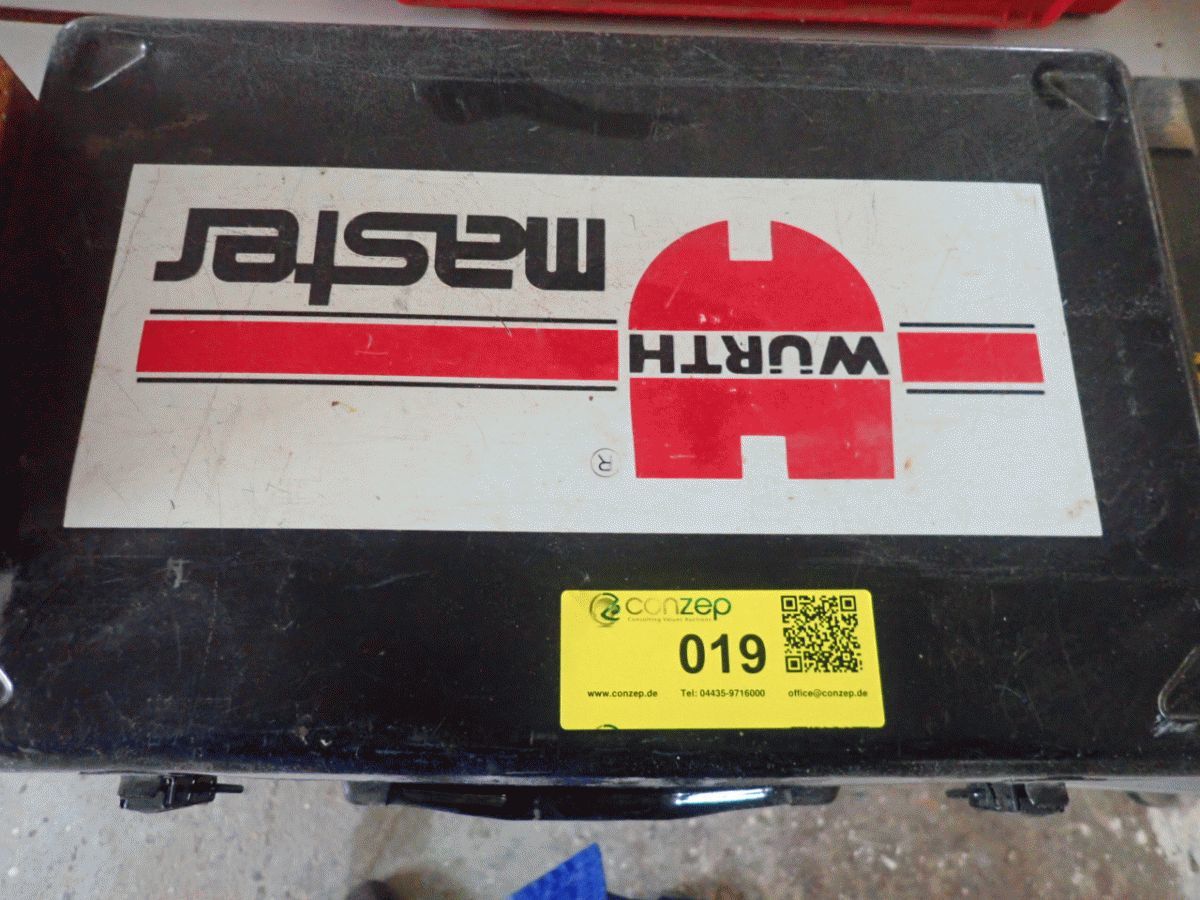 master
WÜRTH
®
conzep
Consulting Values Auctions
019
www.conzep.de Tel: 04435-9716000 office@conzep.de